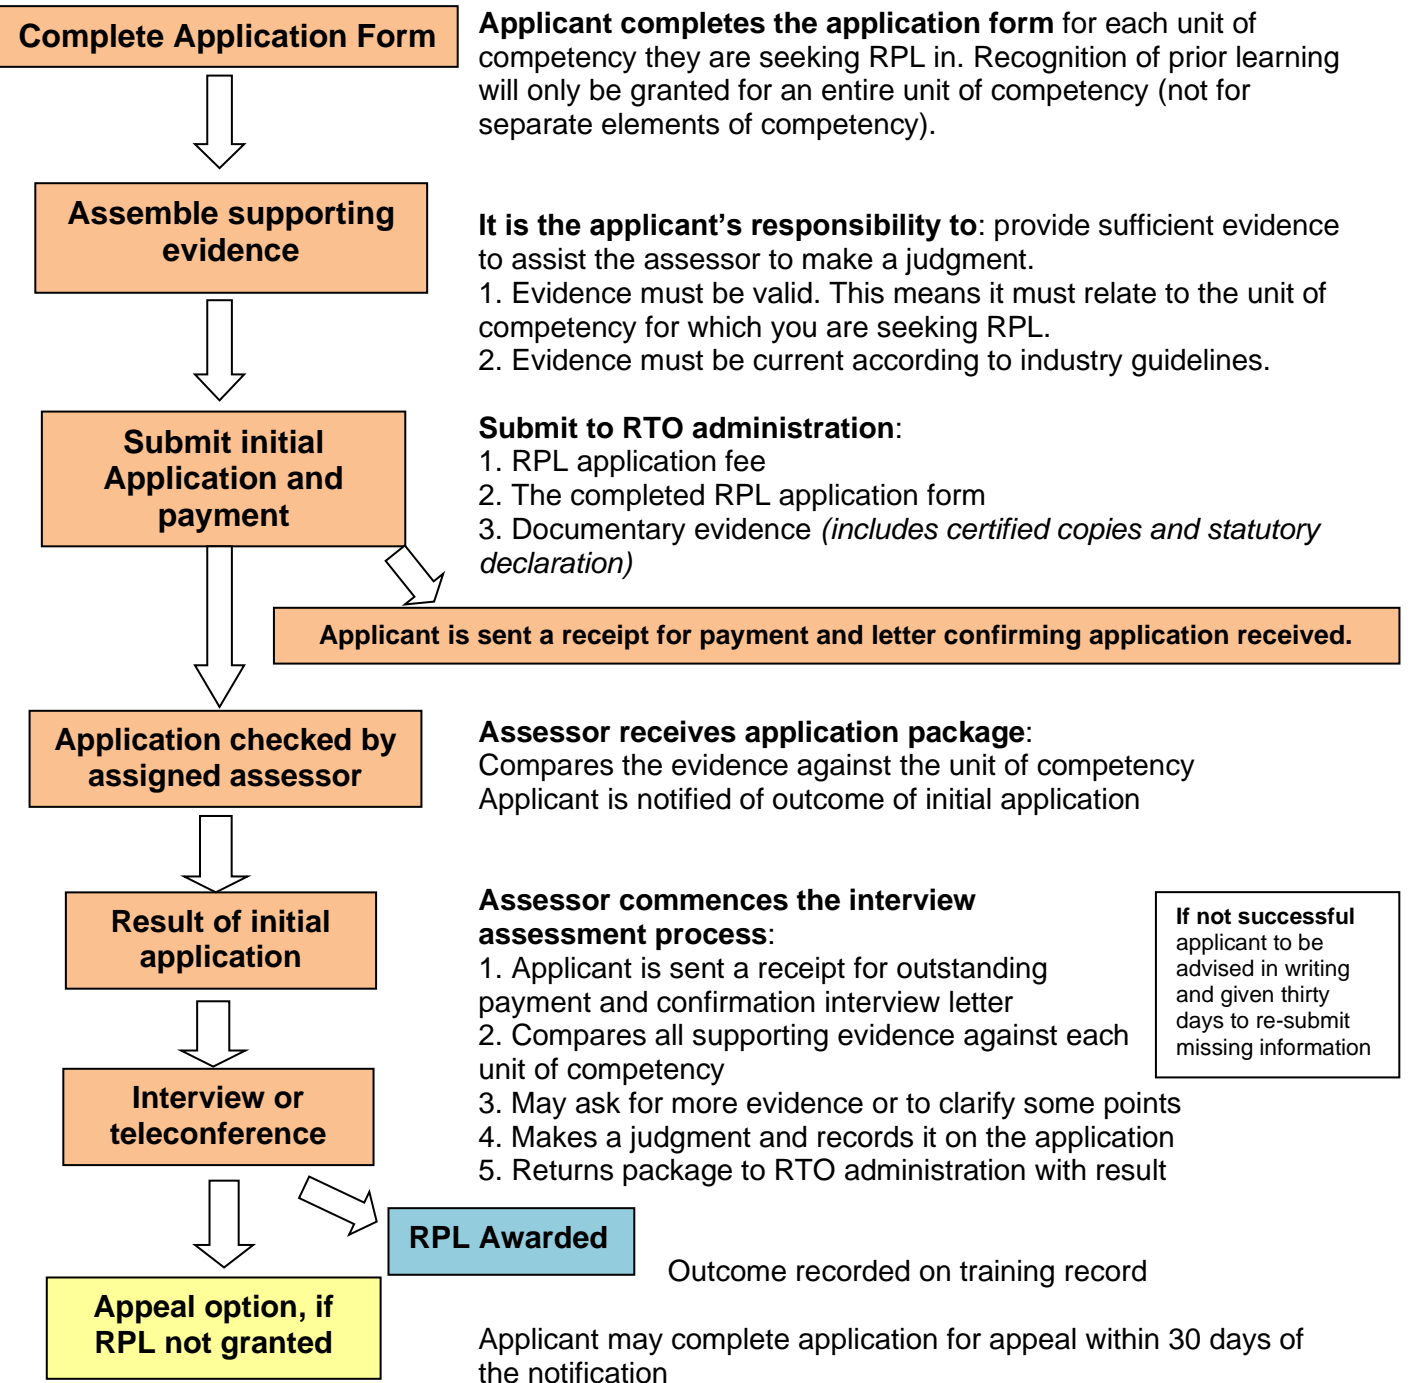 Complete Application Form
Applicant completes the application form for each unit of
competency they are seeking RPL in. Recognition of prior learning
will only be granted for an entire unit of competency (not for
separate elements of competency).
Assemble supporting
evidence
It is the applicant’s responsibility to: provide sufficient evidence
to assist the assessor to make a judgment.
1. Evidence must be valid. This means it must relate to the unit of
competency for which you are seeking RPL.
2. Evidence must be current according to industry guidelines.
Submit initial
Application and
payment
Submit to RTO administration:
1. RPL application fee
2. The completed RPL application form
3. Documentary evidence (includes certified copies and statutory
declaration)
Applicant is sent a receipt for payment and letter confirming application received.
Application checked by
assigned assessor
Assessor receives application package:
Compares the evidence against the unit of competency
Applicant is notified of outcome of initial application
Result of initial
application
Assessor commences the interview
assessment process:
1. Applicant is sent a receipt for outstanding
payment and confirmation interview letter
2. Compares all supporting evidence against each
unit of competency
3. May ask for more evidence or to clarify some points
4. Makes a judgment and records it on the application
5. Returns package to RTO administration with result
If not successful
applicant to be
advised in writing
and given thirty
days to re-submit
missing information
Interview or
teleconference
RPL Awarded
Outcome recorded on training record
Appeal option, if
RPL not granted
Applicant may complete application for appeal within 30 days of
the notification